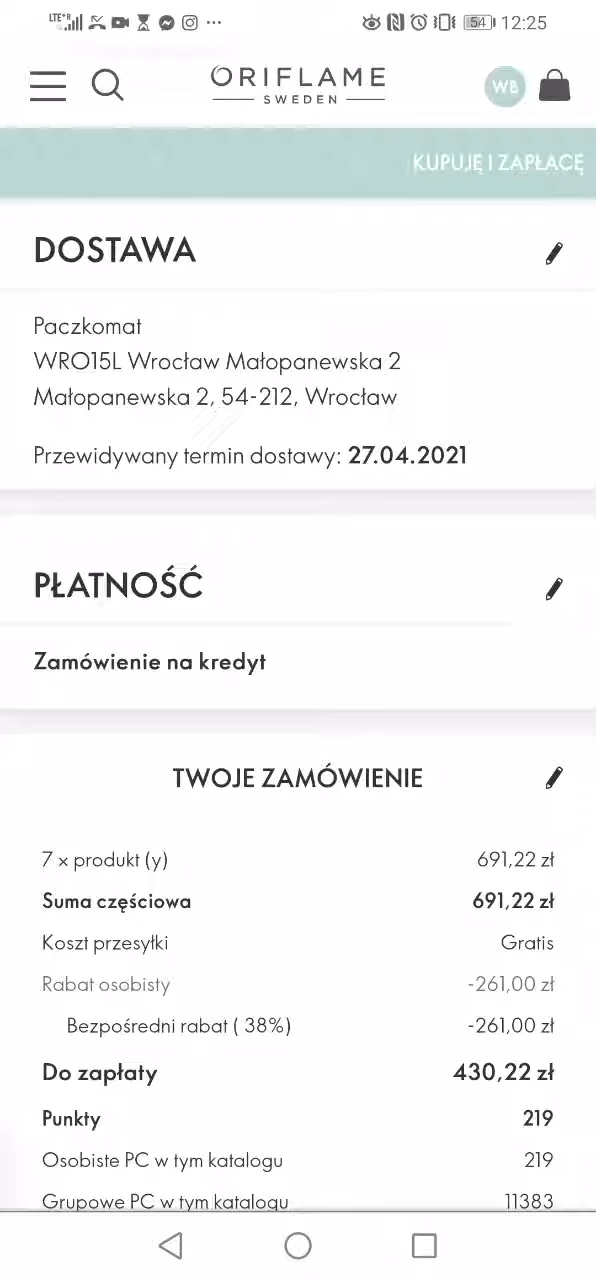 LTE+ 54 12:25
ORIFLAME
SWEDEN
WB
KUPUJĘ I ZAPŁACĘ
DOSTAWA
Paczkomat
WRO15L Wrocław Małopanewska 2
Małopanewska 2, 54-212, Wrocław
Przewidywany termin dostawy: 27.04.2021
PŁATNOŚĆ
Zamówienie na kredyt
TWOJE ZAMÓWIENIE
7 x produkt (y) 691,22 zł
Suma częściowa 691,22 zł
Koszt przesyłki Gratis
Rabat osobisty -261,00 zł
Bezpośredni rabat ( 38%) -261,00 zł
Do zapłaty 430,22 zł
Punkty 219
Osobiste PC w tym katalogu 219
Grupowe PC w tym katalogu 11383